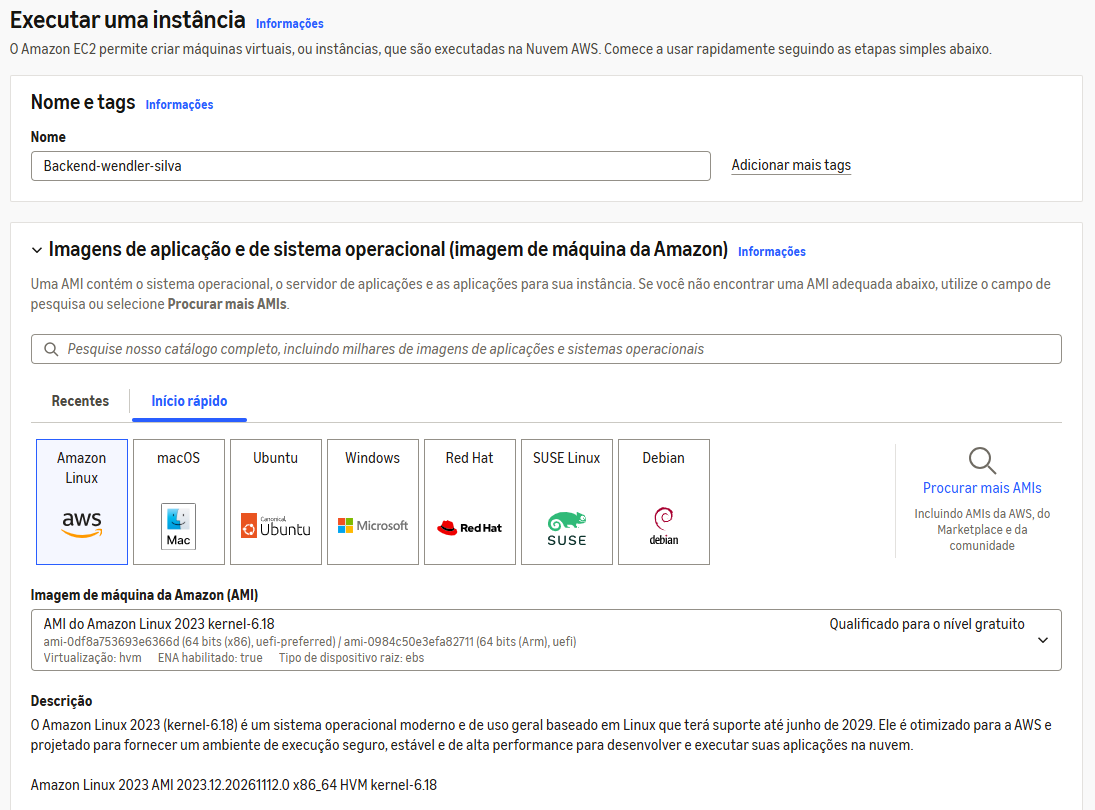 Executar uma instância Informações
O Amazon EC2 permite criar máquinas virtuais, ou instâncias, que são executadas na Nuvem AWS. Comece a usar rapidamente seguindo as etapas simples abaixo.
Nome e tags Informações
Nome
Backend-wendler-silva
Adicionar mais tags
Imagens de aplicação e de sistema operacional (imagem de máquina da Amazon) Informações
Uma AMI contém o sistema operacional, o servidor de aplicações e as aplicações para sua instância. Se você não encontrar uma AMI adequada abaixo, utilize o campo de
pesquisa ou selecione Procurar mais AMIs.
Pesquise nosso catálogo completo, incluindo milhares de imagens de aplicações e sistemas operacionais
Recentes
Início rápido
Amazon
Linux
aws
macOS
Mac
Ubuntu
Canonical
Ubuntu
Windows
Microsoft
Red Hat
Red Hat
SUSE Linux
SUSE
Debian
debian
Procurar mais AMIs
Incluindo AMIs da AWS, do
Marketplace e da
comunidade
Imagem de máquina da Amazon (AMI)
AMI do Amazon Linux 2023 kernel-6.18
Qualificado para o nível gratuito
ami-0df8a753693e6366d (64 bits (x86), uefi-preferred) / ami-0984c50e3efa82711 (64 bits (Arm), uefi)
Virtualização: hvm ENA habilitado: true Tipo de dispositivo raiz: ebs
Descrição
O Amazon Linux 2023 (kernel-6.18) é um sistema operacional moderno e de uso geral baseado em Linux que terá suporte até junho de 2029. Ele é otimizado para a AWS e
projetado para fornecer um ambiente de execução seguro, estável e de alta performance para desenvolver e executar suas aplicações na nuvem.
Amazon Linux 2023 AMI 2023.12.20261112.0 x86_64 HVM kernel-6.18